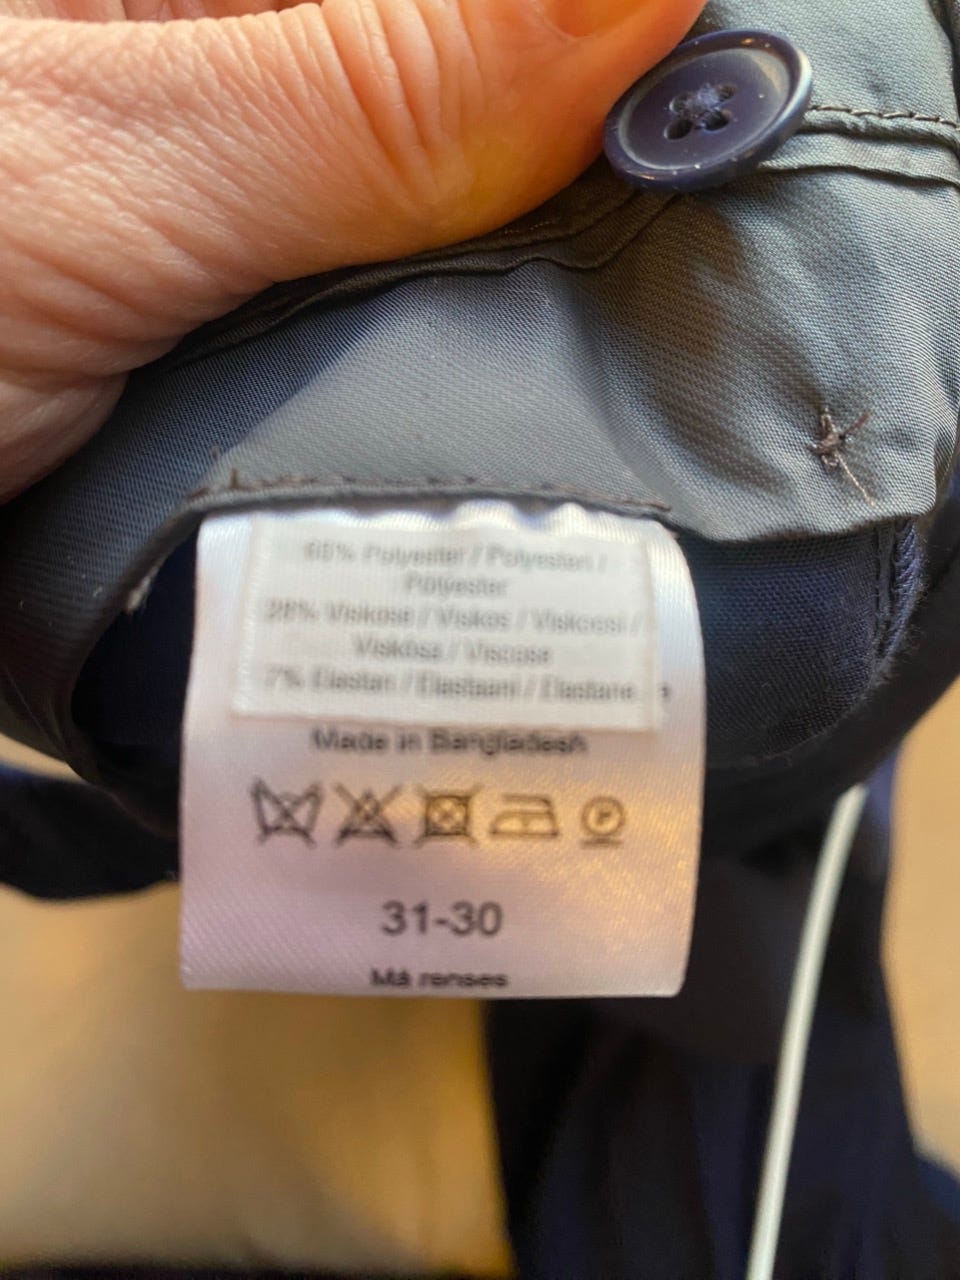 65% Polyester / Polyesteri /
Polýester
28% Viskose / Viskos / Viskoosi /
Viskósa / Viscose
7% Elastan / Elastaani / Elastane
Made in Bangladesh
P
31-30
Må renses